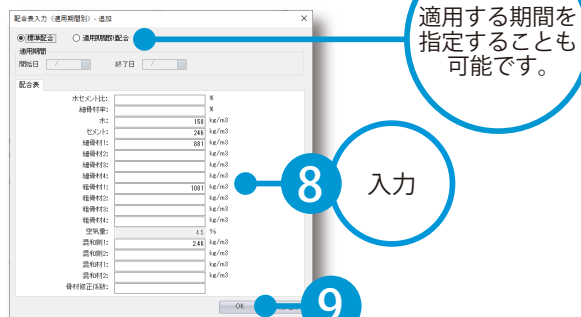 配合表入力（適用期間別）- 追加
標準配合 適用期間別配合
適用期間
開始日 / 終了日 /
配合表
水セメント比: %
細骨材率: %
水: 150 kg/m3
セメント: 246 kg/m3
細骨材1: 881 kg/m3
細骨材2: kg/m3
細骨材3: kg/m3
細骨材4: kg/m3
粗骨材1: 1081 kg/m3
粗骨材2: kg/m3
粗骨材3: kg/m3
粗骨材4: kg/m3
空気量: 4.5 %
混和剤1: 2.46 kg/m3
混和剤2: kg/m3
混和材1: kg/m3
混和材2: kg/m3
骨材修正係数:
OK
適用する期間を
指定することも
可能です。
8 入力
9